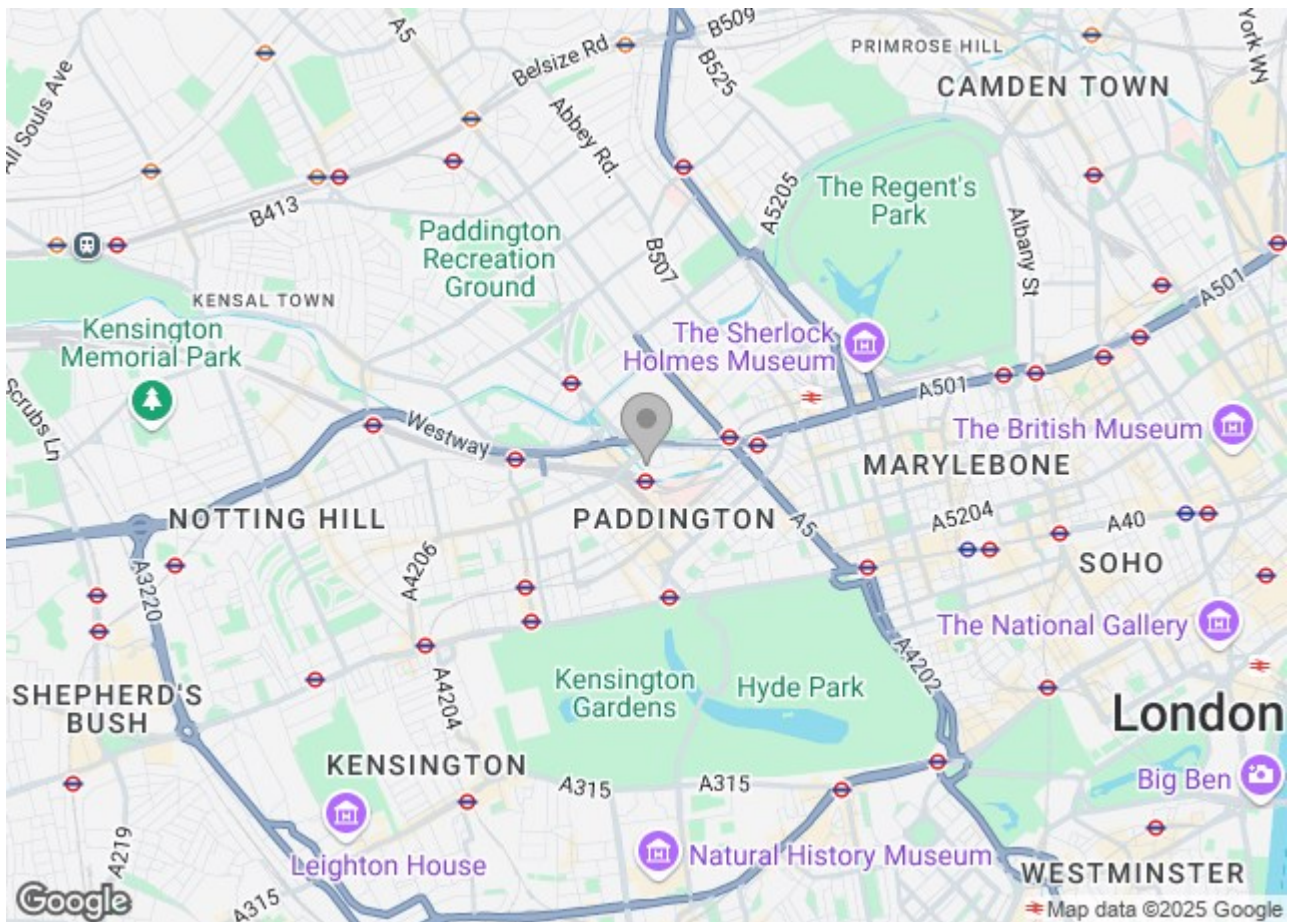 B509
A5
Belsize Rd
PRIMROSE HILL
York Wy
B525
CAMDEN TOWN
All Souls Ave
Abbey Rd.
A5205
The Regent's
Park
B413
Albany St
Paddington
Recreation
Ground
B507
A501
KENSAL TOWN
Kensington
Memorial Park
The Sherlock
Holmes Museum
A501
Scrubs Ln
Westway
The British Museum
MARYLEBONE
NOTTING HILL
PADDINGTON
A5
A5204
A40
A4206
SOHO
A3220
The National Gallery
A4202
Kensington
Gardens
Hyde Park
A4204
SHEPHERD'S
BUSH
London
KENSINGTON
A315
A315
Big Ben
A219
Leighton House
Natural History Museum
WESTMINSTER
Google
A315
Map data ©2025 Google